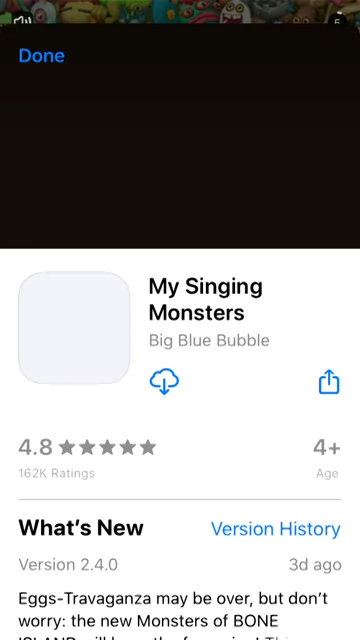 5
Done
My Singing
Monsters
Big Blue Bubble
4.8
4+
162K Ratings
Age
What's New
Version History
Version 2.4.0
3d ago
Eggs-Travaganza may be over, but don't
worry: the new Monsters of BONE